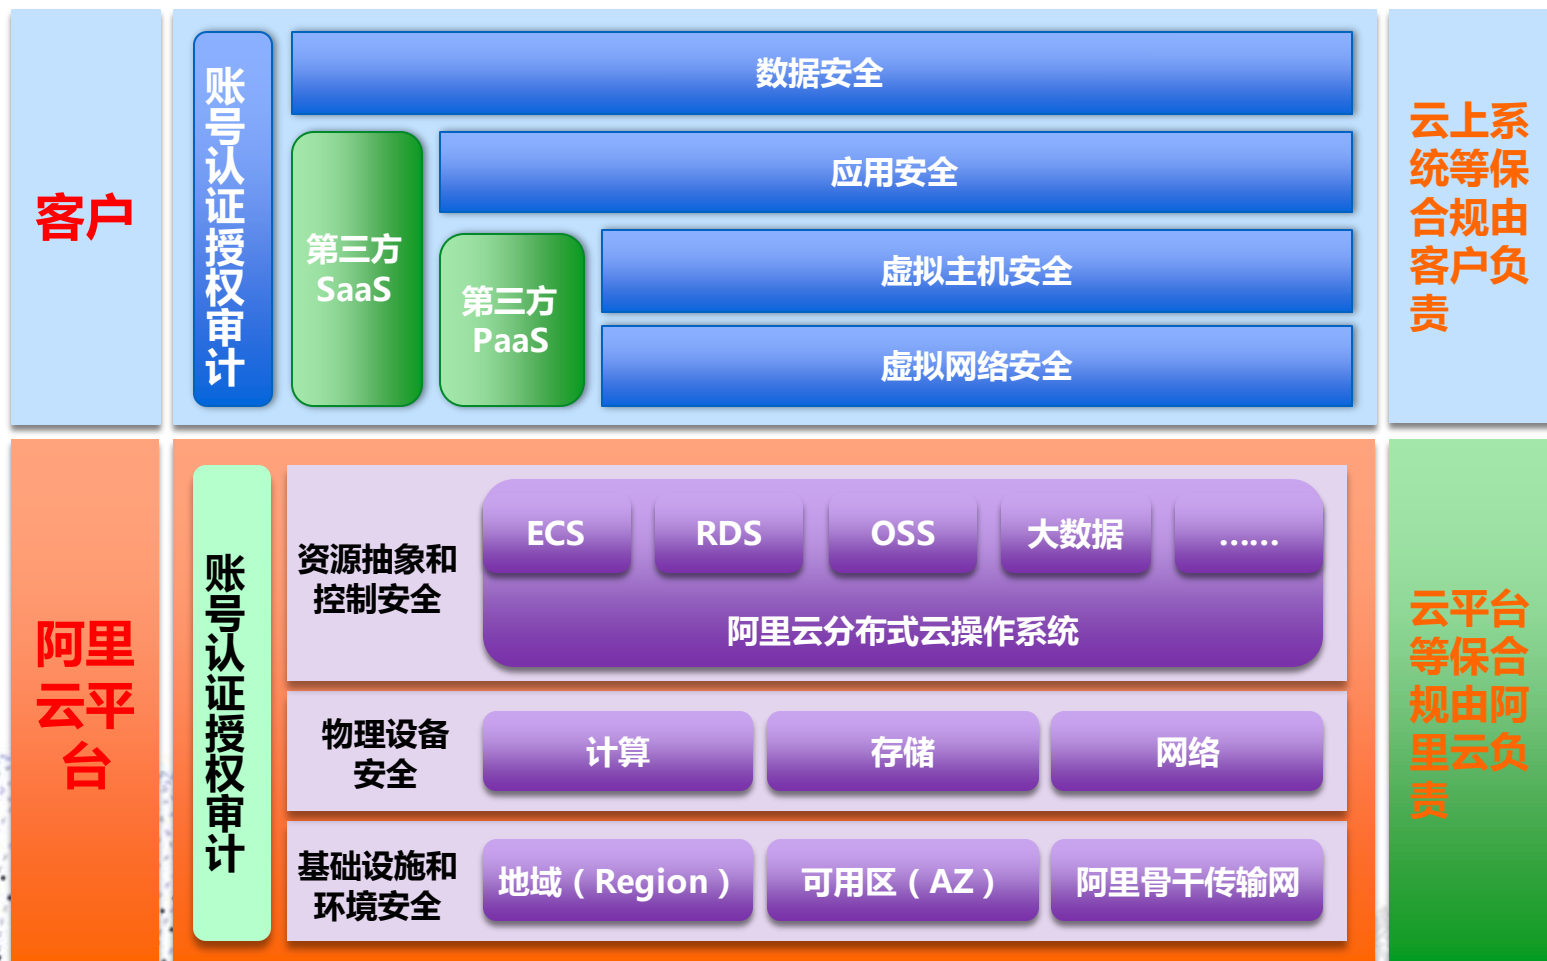 客户
账号认证授权审计
数据安全
第三方
SaaS
应用安全
第三方
PaaS
虚拟主机安全
虚拟网络安全
云上系
统等保
合规由
客户负
责
阿里
云平
台
账号认证授权审计
资源抽象和
控制安全
ECS
RDS
OSS
大数据
......
阿里云分布式云操作系统
物理设备
安全
计算
存储
网络
基础设施和
环境安全
地域（Region）
可用区（AZ）
阿里骨干传输网
云平台
等保合
规由阿
里云负
责